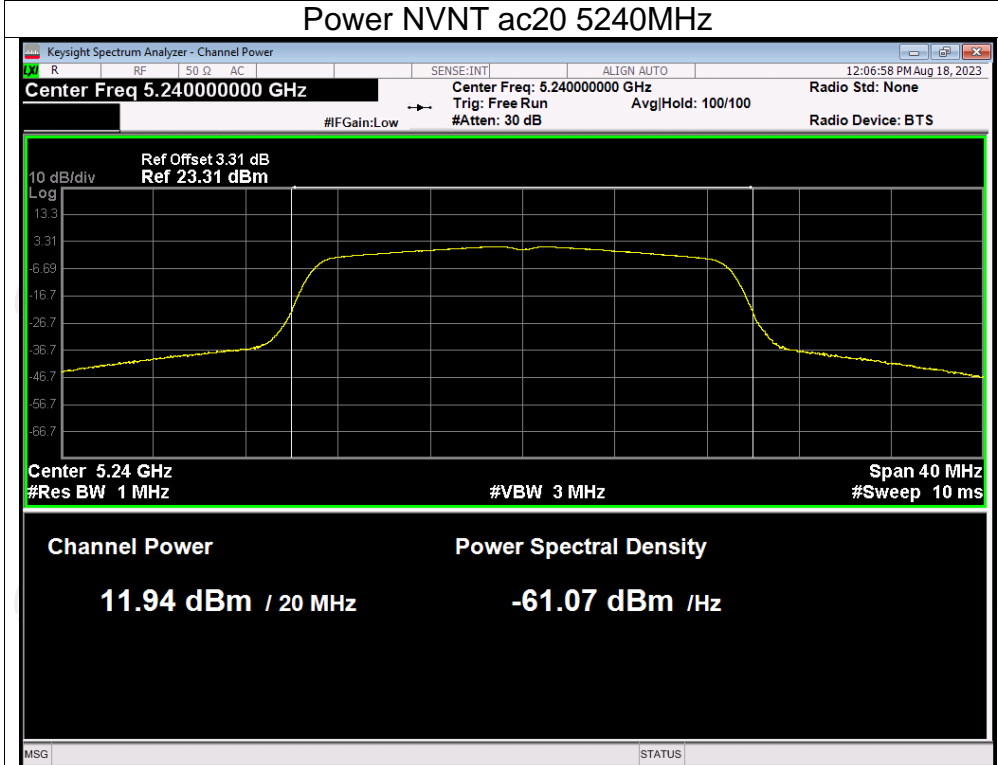 Power NVNT ac20 5240MHz
Keysight Spectrum Analyzer - Channel Power
LXI R RF 50 Ω AC SENSE:INT ALIGN AUTO 12:06:58 PM Aug 18, 2023
Center Freq 5.240000000 GHz Center Freq: 5.240000000 GHz Radio Std: None
Trig: Free Run Avg|Hold: 100/100
#IFGain:Low #Atten: 30 dB Radio Device: BTS
Ref Offset 3.31 dB
10 dB/div Ref 23.31 dBm
Log
13.3
3.31
-6.69
-16.7
-26.7
-36.7
-46.7
-56.7
-66.7
Center 5.24 GHz Span 40 MHz
#Res BW 1 MHz #VBW 3 MHz #Sweep 10 ms
Channel Power Power Spectral Density
11.94 dBm / 20 MHz -61.07 dBm /Hz
MSG STATUS